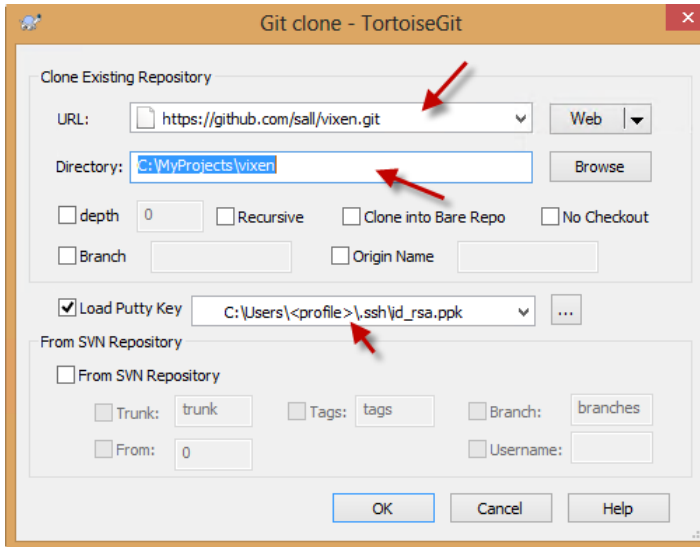 Git clone - TortoiseGit
Clone Existing Repository
URL: https://github.com/sall/vixen.git Web
Directory: C:\MyProjects\vixen Browse
depth 0 Recursive Clone into Bare Repo No Checkout
Branch Origin Name
Load Putty Key C:\Users\<profile>\.ssh\id_rsa.ppk ...
From SVN Repository
From SVN Repository
Trunk: trunk Tags: tags Branch: branches
From: 0 Username:
OK Cancel Help